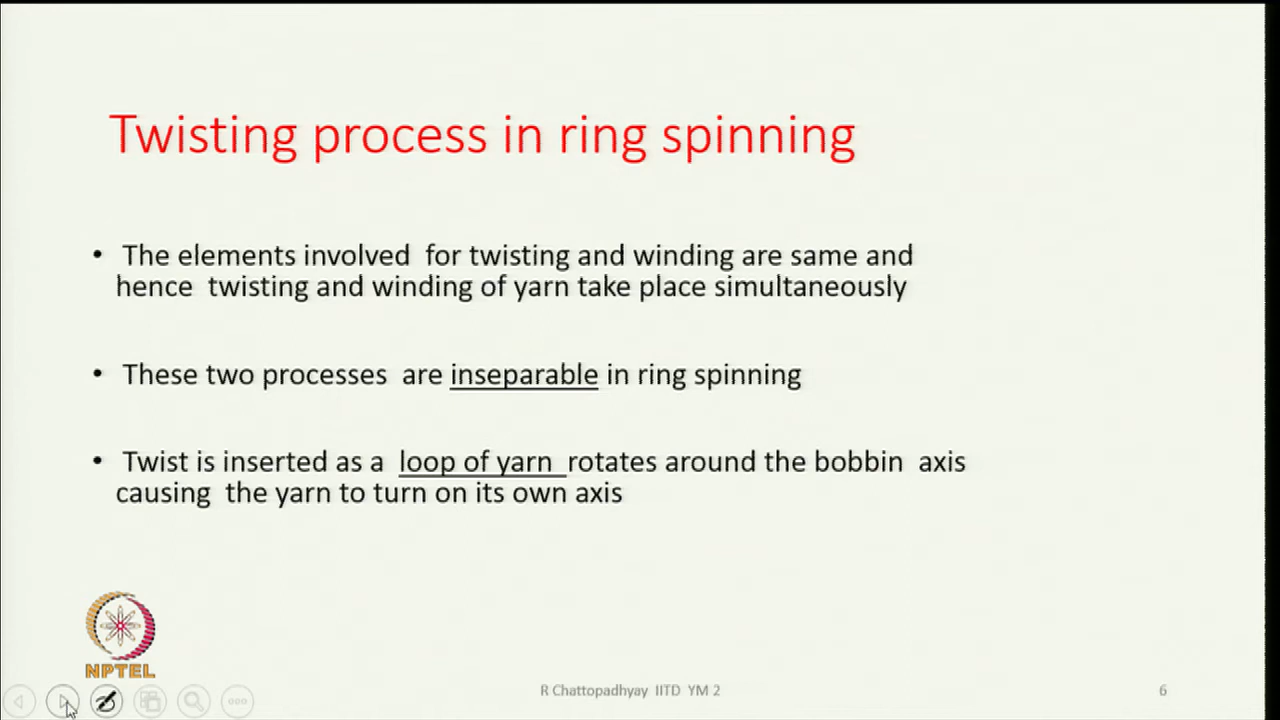 Twisting process in ring spinning
• The elements involved for twisting and winding are same and
hence twisting and winding of yarn take place simultaneously
• These two processes are inseparable in ring spinning
• Twist is inserted as a loop of yarn rotates around the bobbin axis
causing the yarn to turn on its own axis
NPTEL
R Chattopadhyay IITD YM 2
6